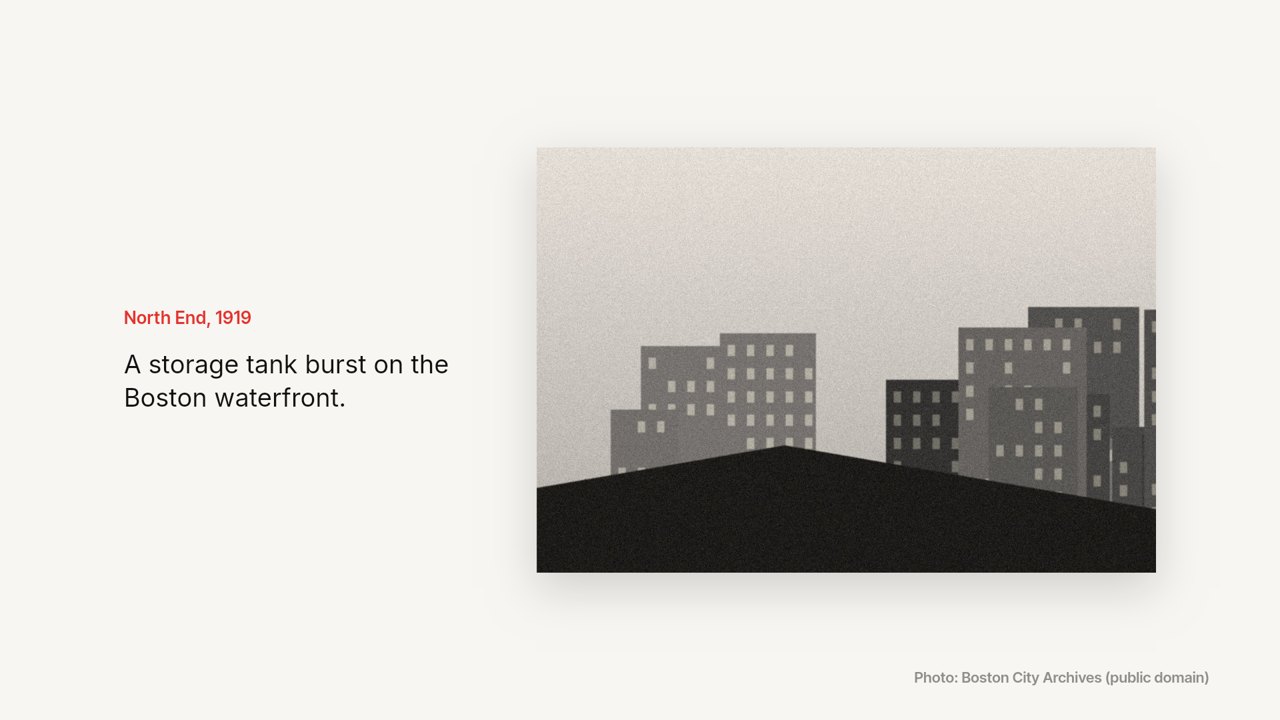 North End, 1919
A storage tank burst on the
Boston waterfront.
Photo: Boston City Archives (public domain)